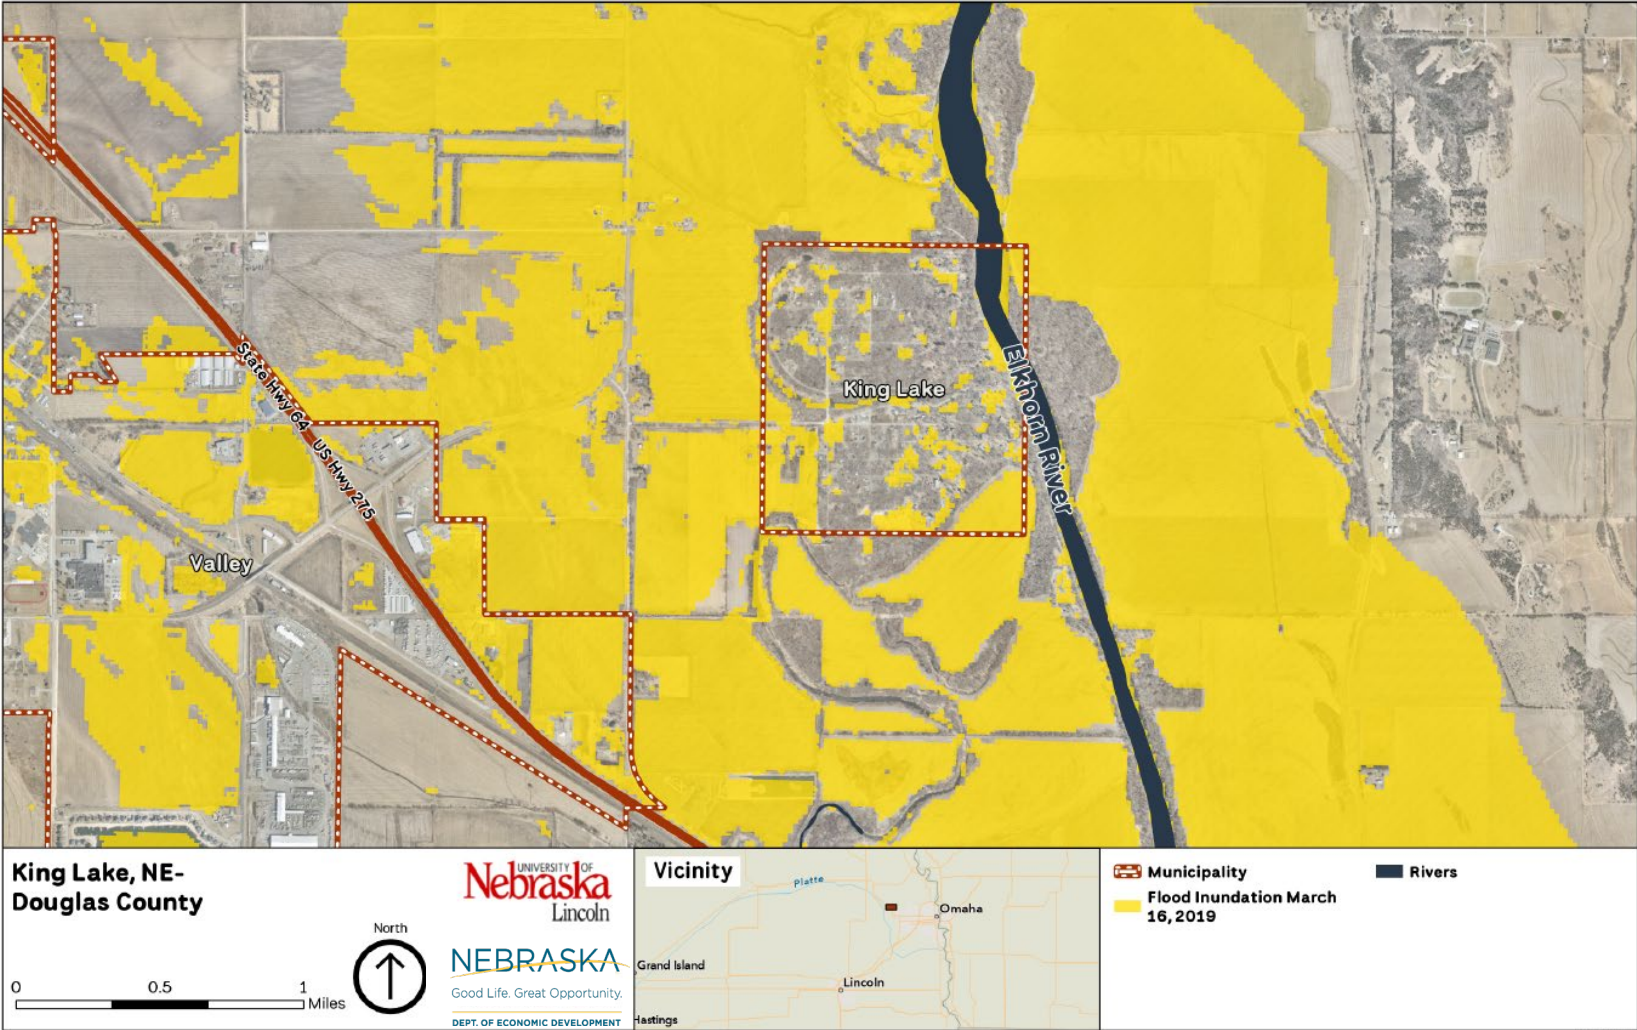 State Hwy 64, US Hwy 275
King Lake
Elkhorn River
Valley
King Lake, NE-
Douglas County
0 0.5 1
Miles
North
UNIVERSITY OF
Nebraska
Lincoln
NEBRASKA
Good Life. Great Opportunity.
DEPT. OF ECONOMIC DEVELOPMENT
Vicinity
Platte
Omaha
Grand Island
Lincoln
Hastings
Municipality
Flood Inundation March
16, 2019
Rivers